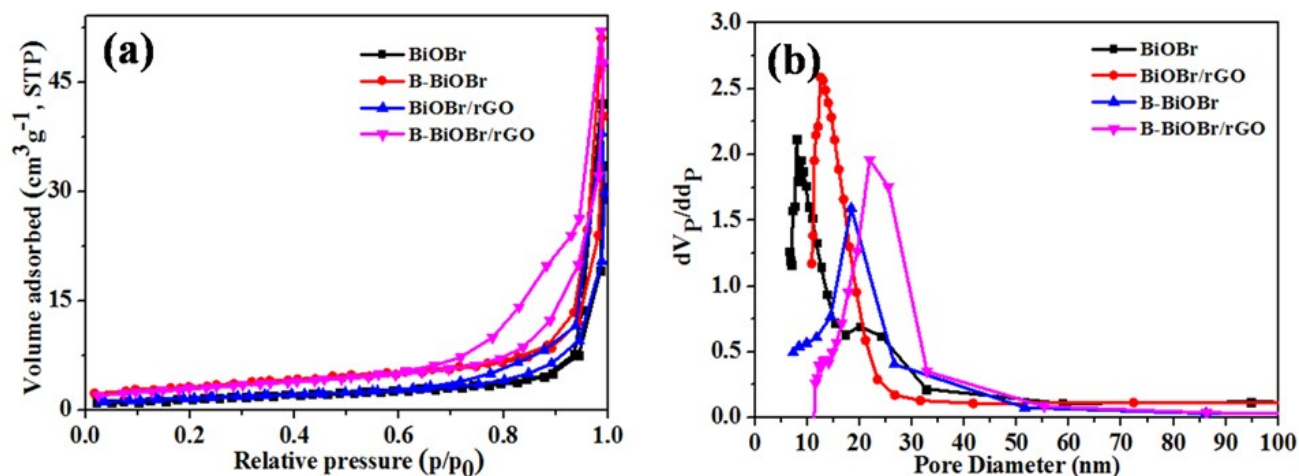 (a)
BiOBr
B-BiOBr
BiOBr/rGO
B-BiOBr/rGO
Volume adsorbed (cm³ g⁻¹, STP)
45
30
15
0
0.0 0.2 0.4 0.6 0.8 1.0
Relative pressure (p/p₀)
(b)
BiOBr
BiOBr/rGO
B-BiOBr
B-BiOBr/rGO
dVₚ/ddₚ
3.0
2.5
2.0
1.5
1.0
0.5
0.0
0 10 20 30 40 50 60 70 80 90 100
Pore Diameter (nm)